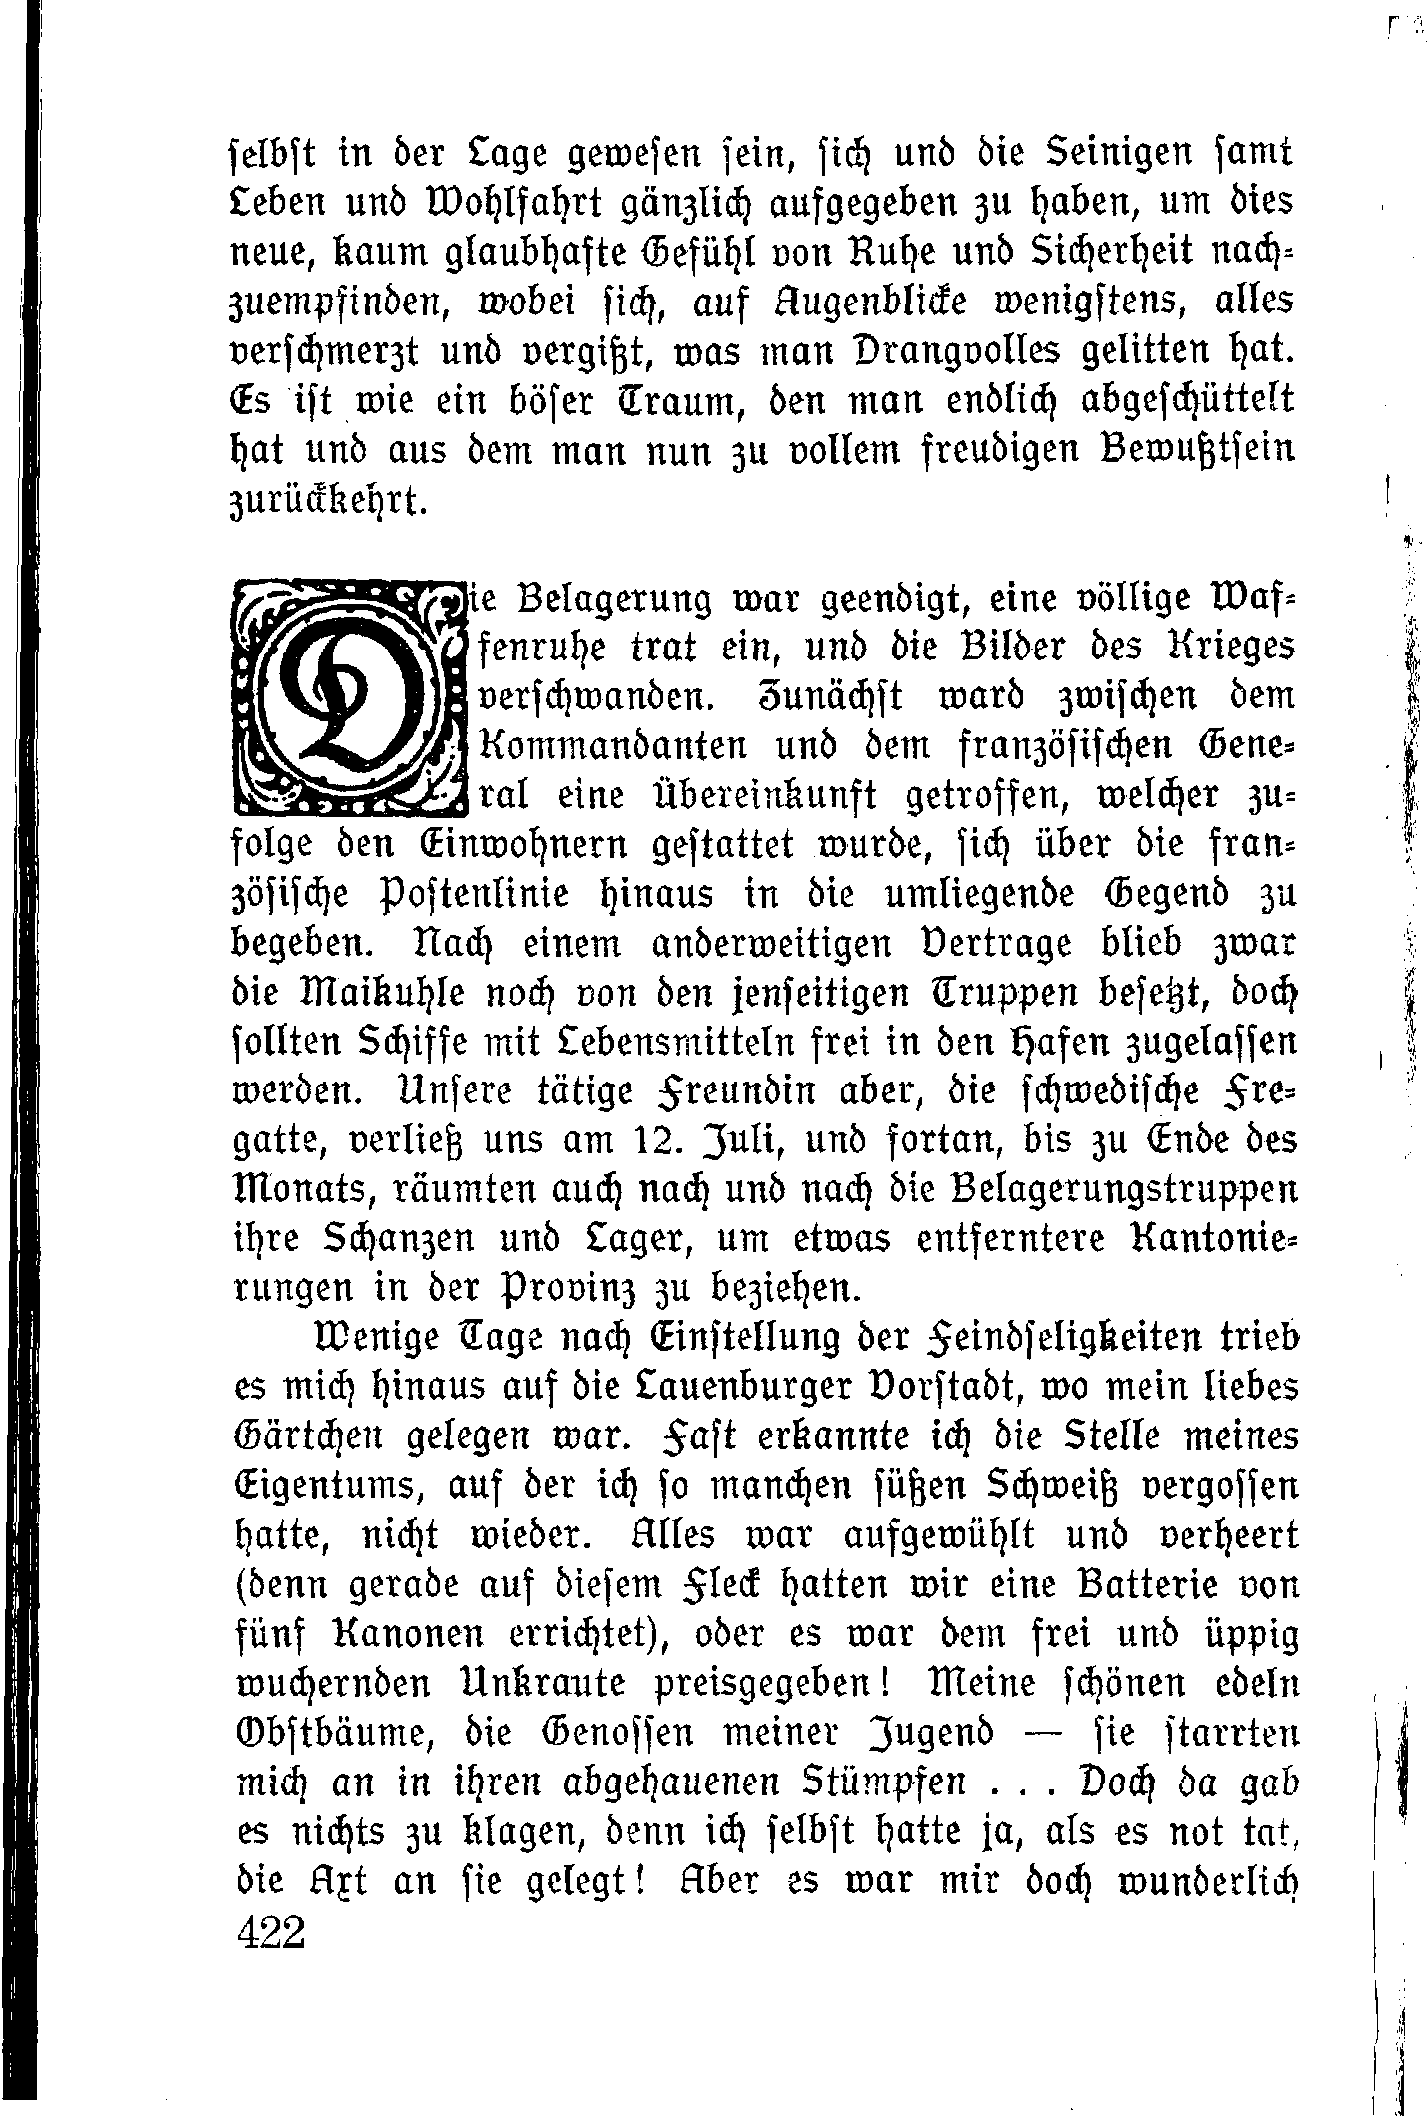 selbst in der Lage gewesen sein, sich und die Seinigen samt
Leben und Wohlfahrt gänzlich aufgegeben zu haben, um dies
neue, kaum glaubhafte Gefühl von Ruhe und Sicherheit nach-
zuempfinden, wobei sich, auf Augenblicke wenigstens, alles
verschmerzt und vergißt, was man Drangvolles gelitten hat.
Es ist wie ein böser Traum, den man endlich abgeschüttelt
hat und aus dem man nun zu vollem freudigen Bewußtsein
zurückkehrt.
Die Belagerung war geendigt, eine völlige Waf-
fenruhe trat ein, und die Bilder des Krieges
verschwanden. Zunächst ward zwischen dem
Kommandanten und dem französischen Gene-
ral eine Übereinkunft getroffen, welcher zu-
folge den Einwohnern gestattet wurde, sich über die fran-
zösische Postenlinie hinaus in die umliegende Gegend zu
begeben. Nach einem anderweitigen Vertrage blieb zwar
die Maikuhle noch von den jenseitigen Truppen besetzt, doch
sollten Schiffe mit Lebensmitteln frei in den Hafen zugelassen
werden. Unsere tätige Freundin aber, die schwedische Fre-
gatte, verließ uns am 12. Juli, und fortan, bis zu Ende des
Monats, räumten auch nach und nach die Belagerungstruppen
ihre Schanzen und Lager, um etwas entferntere Kantonie-
rungen in der Provinz zu beziehen.
Wenige Tage nach Einstellung der Feindseligkeiten trieb
es mich hinaus auf die Lauenburger Vorstadt, wo mein liebes
Gärtchen gelegen war. Fast erkannte ich die Stelle meines
Eigentums, auf der ich so manchen süßen Schweiß vergossen
hatte, nicht wieder. Alles war aufgewühlt und verheert
(denn gerade auf diesem Fleck hatten wir eine Batterie von
fünf Kanonen errichtet), oder es war dem frei und üppig
wuchernden Unkraute preisgegeben! Meine schönen edeln
Obstbäume, die Genossen meiner Jugend — sie starrten
mich an in ihren abgehauenen Stümpfen . . . Doch da gab
es nichts zu klagen, denn ich selbst hatte ja, als es not tat,
die Axt an sie gelegt! Aber es war mir doch wunderlich
422